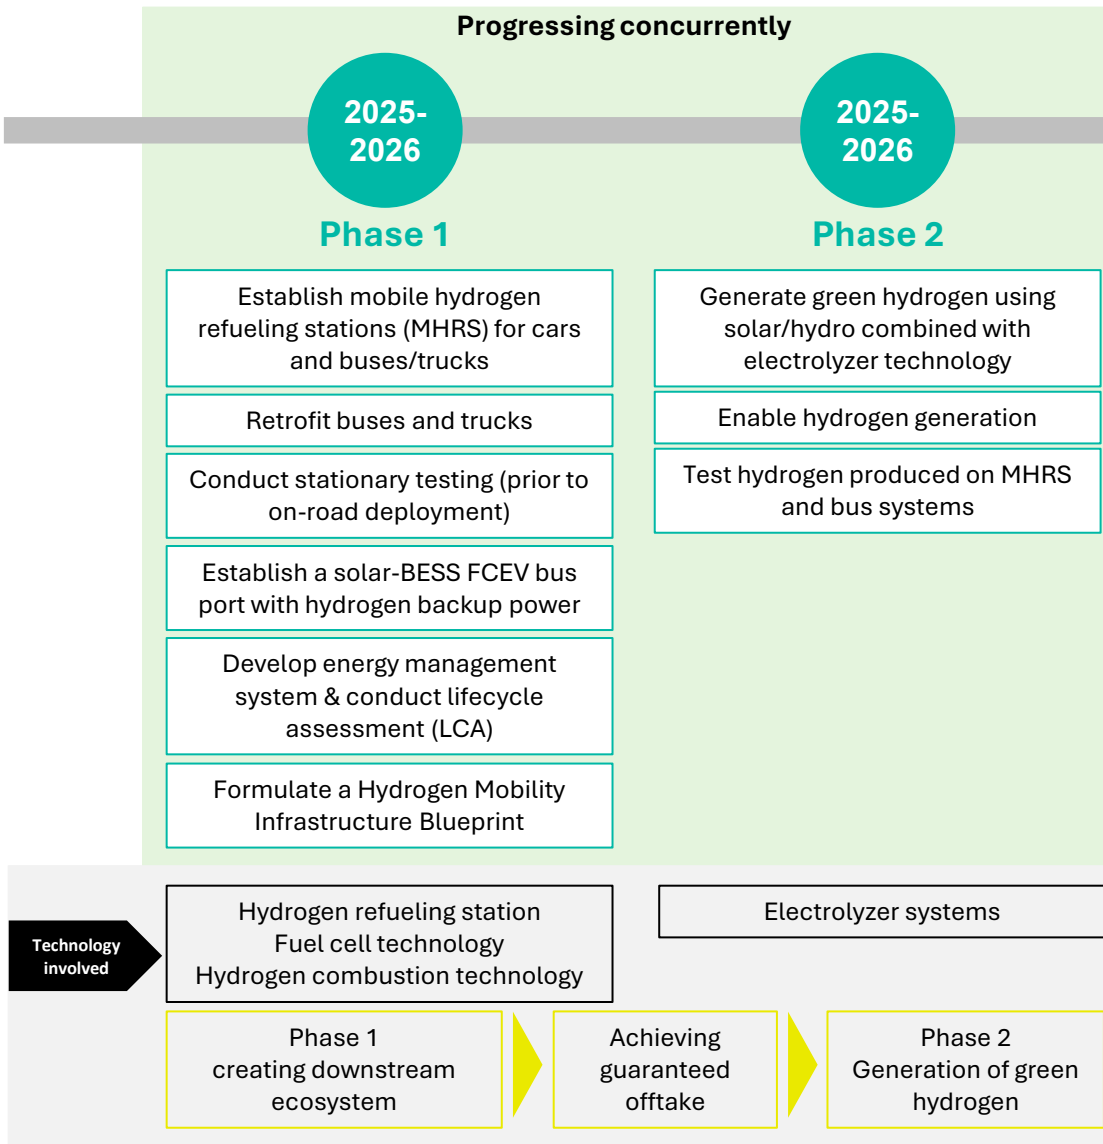 Progressing concurrently
2025-
2026
Phase 1
Establish mobile hydrogen
refueling stations (MHRS) for cars
and buses/trucks
Retrofit buses and trucks
Conduct stationary testing (prior to
on-road deployment)
Establish a solar-BESS FCEV bus
port with hydrogen backup power
Develop energy management
system & conduct lifecycle
assessment (LCA)
Formulate a Hydrogen Mobility
Infrastructure Blueprint
2025-
2026
Phase 2
Generate green hydrogen using
solar/hydro combined with
electrolyzer technology
Enable hydrogen generation
Test hydrogen produced on MHRS
and bus systems
Technology
involved
Hydrogen refueling station
Fuel cell technology
Hydrogen combustion technology
Electrolyzer systems
Phase 1
creating downstream
ecosystem
Achieving
guaranteed
offtake
Phase 2
Generation of green
hydrogen